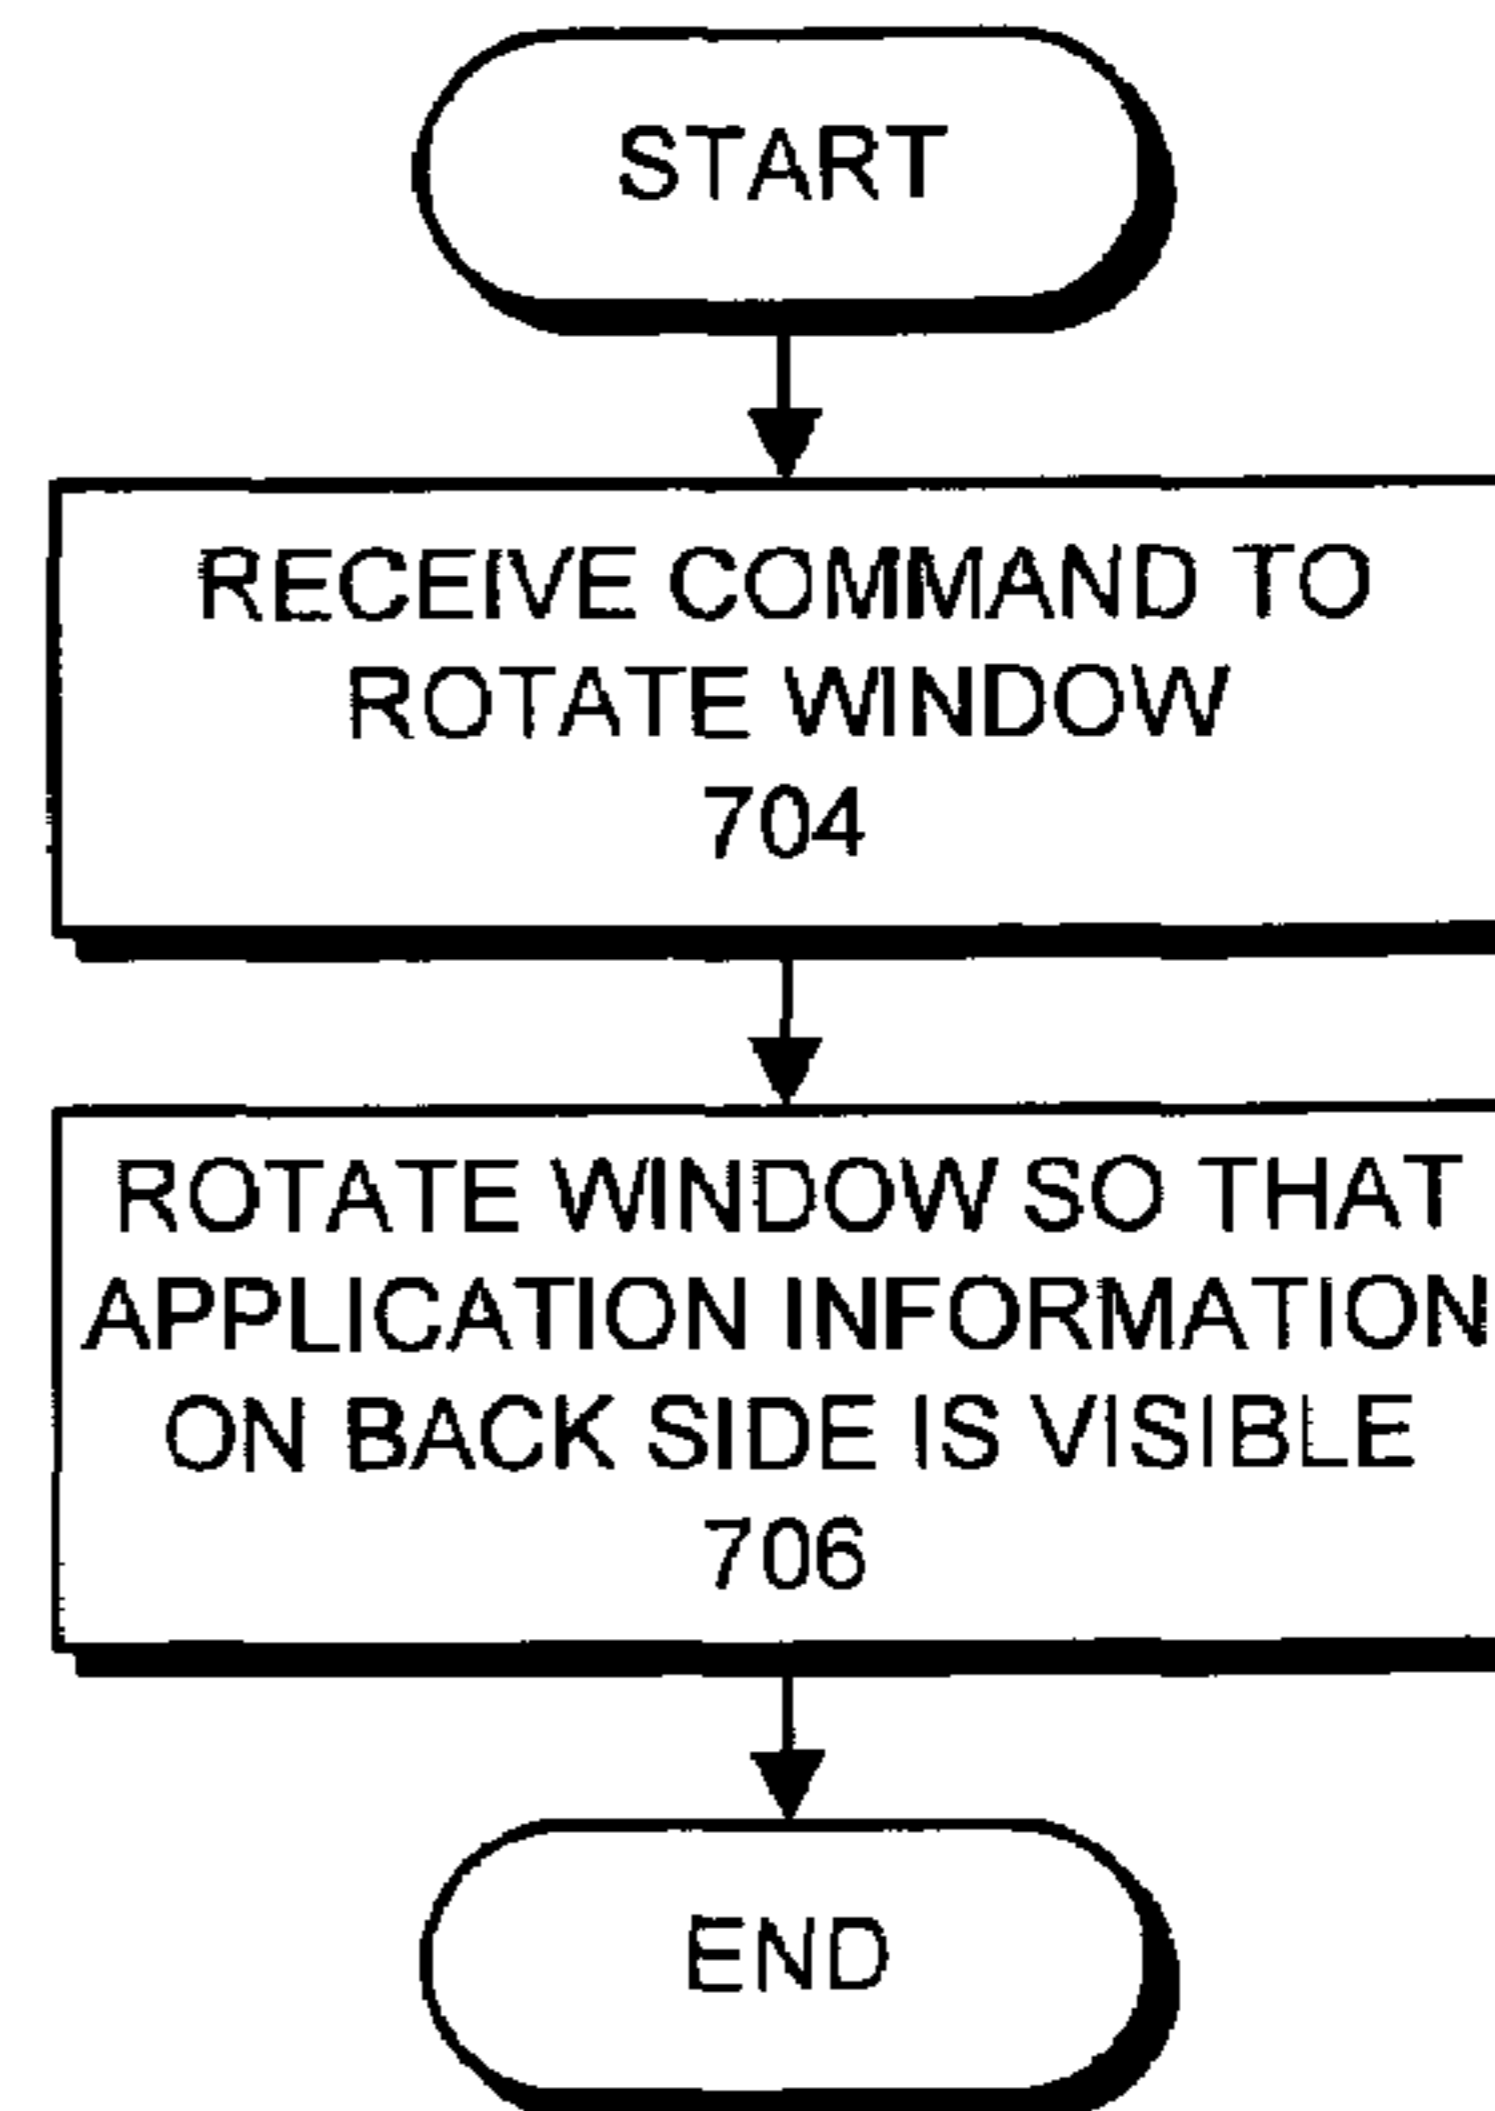 START
RECEIVE COMMAND TO
ROTATE WINDOW
704
ROTATE WINDOW SO THAT
APPLICATION INFORMATION
ON BACK SIDE IS VISIBLE
706
END